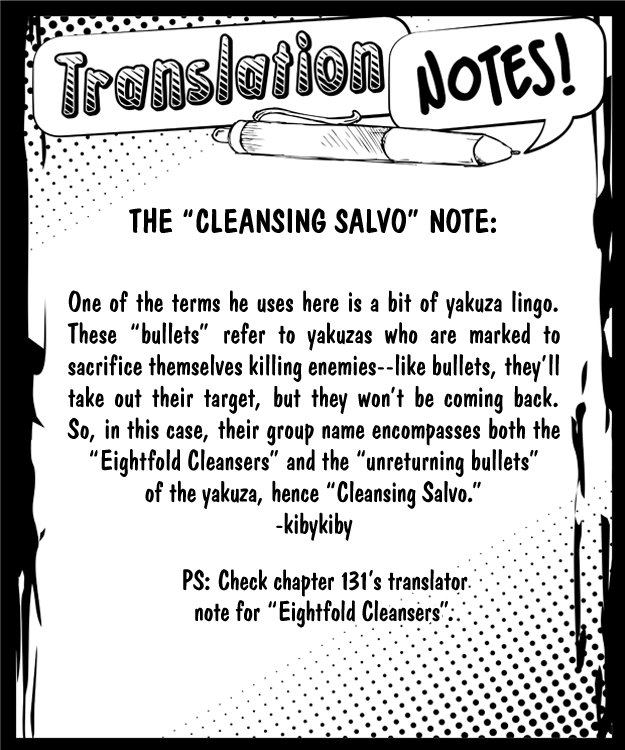 Translation NOTES!
THE “CLEANSING SALVO” NOTE:
One of the terms he uses here is a bit of yakuza lingo.
These “bullets” refer to yakuzas who are marked to
sacrifice themselves killing enemies--like bullets, they’ll
take out their target, but they won’t be coming back.
So, in this case, their group name encompasses both the
“Eightfold Cleansers” and the “unreturning bullets”
of the yakuza, hence “Cleansing Salvo.”
-kibykiby
PS: Check chapter 131’s translator
note for “Eightfold Cleansers”.